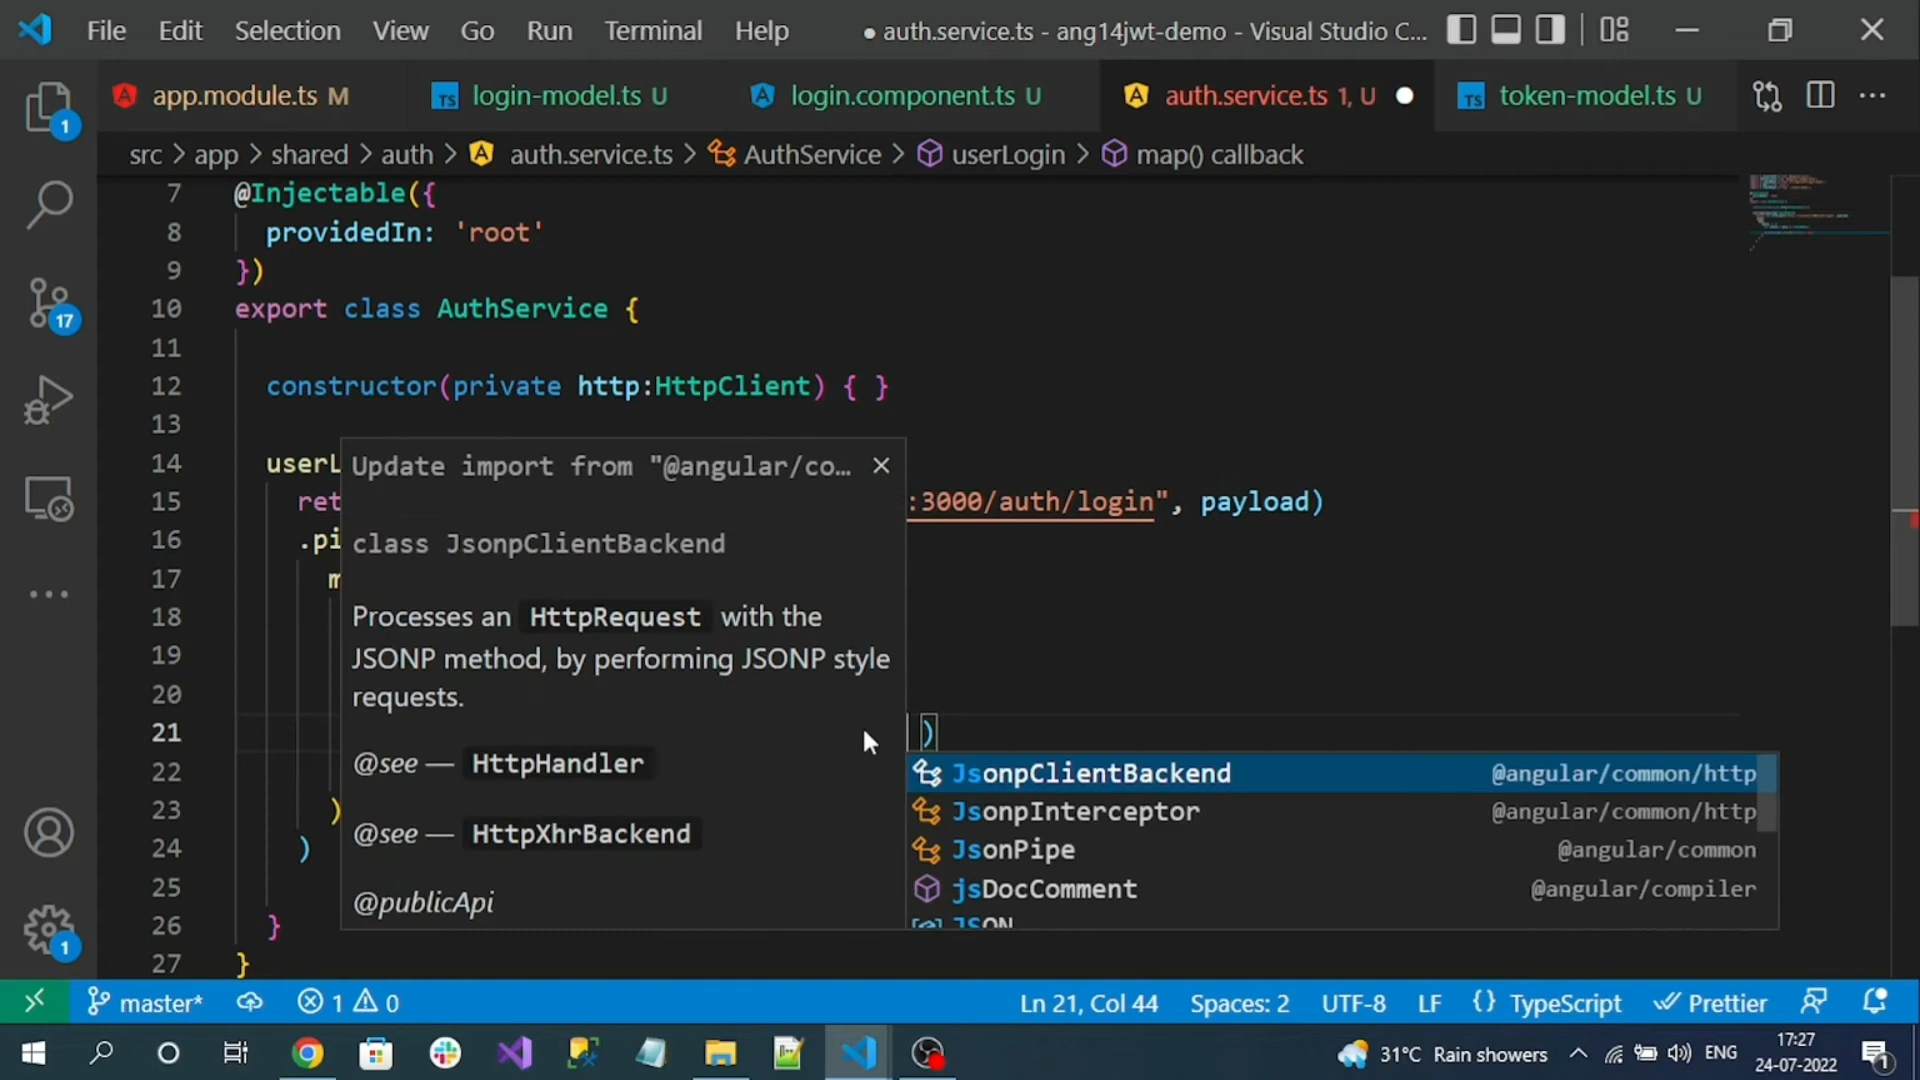 File Edit Selection View Go Run Terminal Help ● auth.service.ts - ang14jwt-demo - Visual Studio C...
app.module.ts M TS login-model.ts U login.component.ts U auth.service.ts 1, U TS token-model.ts U
src > app > shared > auth > auth.service.ts > AuthService > userLogin > map() callback
7 @Injectable({
8 providedIn: 'root'
9 })
10 export class AuthService {
11
12 constructor(private http:HttpClient) { }
13
14 userL
15 ret :3000/auth/login", payload)
16 .pi
17 m
18
19
20
21 )
22
23 )
24 )
25
26 }
27 }
Update import from "@angular/co...
class JsonpClientBackend
Processes an HttpRequest with the
JSONP method, by performing JSONP style
requests.
@see — HttpHandler
@see — HttpXhrBackend
@publicApi
JsonpClientBackend @angular/common/http
JsonpInterceptor @angular/common/http
JsonPipe @angular/common
jsDocComment @angular/compiler
JSON
1
17
1
master* 1 0 Ln 21, Col 44 Spaces: 2 UTF-8 LF {} TypeScript Prettier
31°C Rain showers ENG 17:27
24-07-2022
1